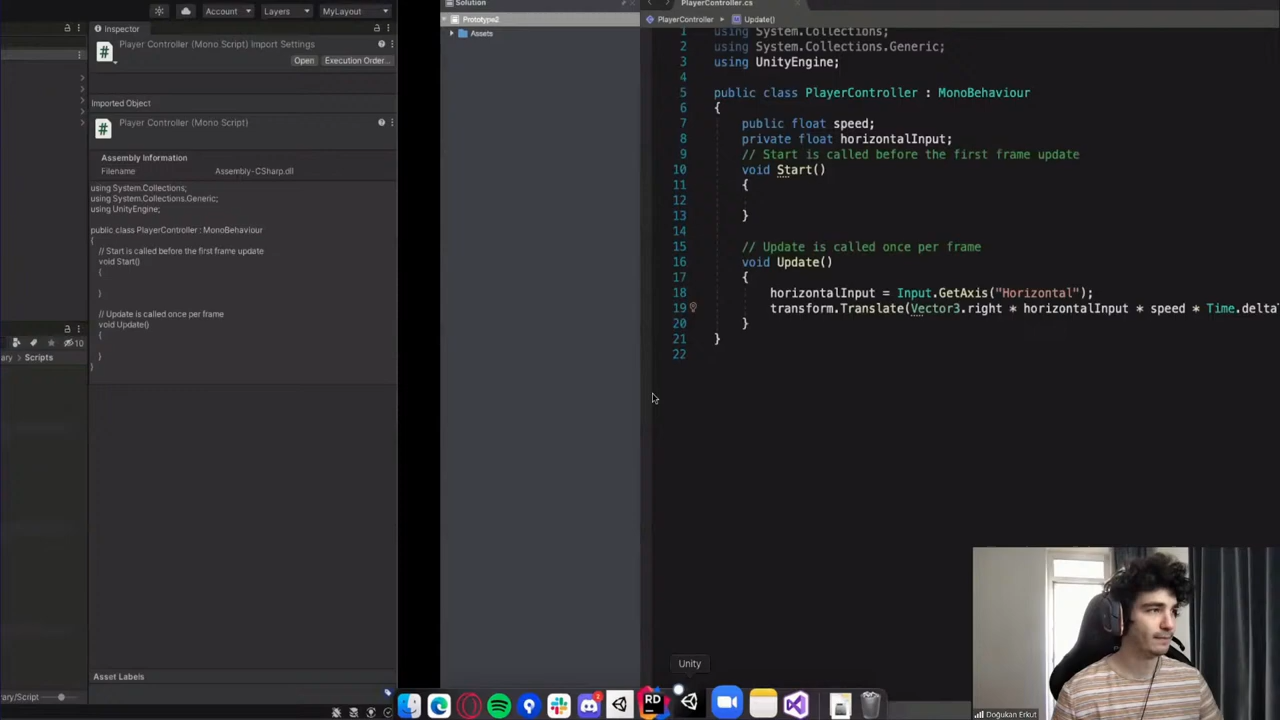 Account
Layers
MyLayout
Inspector
Player Controller (Mono Script) Import Settings
Open
Execution Order...
Imported Object
Player Controller (Mono Script)
Assembly Information
Filename
Assembly-CSharp.dll
using System.Collections;
using System.Collections.Generic;
using UnityEngine;
public class PlayerController : MonoBehaviour
{
// Start is called before the first frame update
void Start()
{
}
// Update is called once per frame
void Update()
{
}
}
10
Scripts
Asset Labels
rary/Script
Solution
Prototype2
Assets
PlayerController.cs
PlayerController
Update()
1 using System.Collections;
2 using System.Collections.Generic;
3 using UnityEngine;
4
5 public class PlayerController : MonoBehaviour
6 {
7 public float speed;
8 private float horizontalInput;
9 // Start is called before the first frame update
10 void Start()
11 {
12
13 }
14
15 // Update is called once per frame
16 void Update()
17 {
18 horizontalInput = Input.GetAxis("Horizontal");
19 transform.Translate(Vector3.right * horizontalInput * speed * Time.delta
20 }
21 }
22
Unity
RD
2
Doğukan Erkut